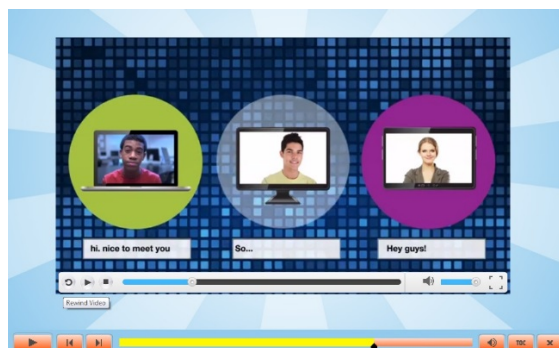 hi. nice to meet you
So...
Hey guys!
Rewind Video
TOC